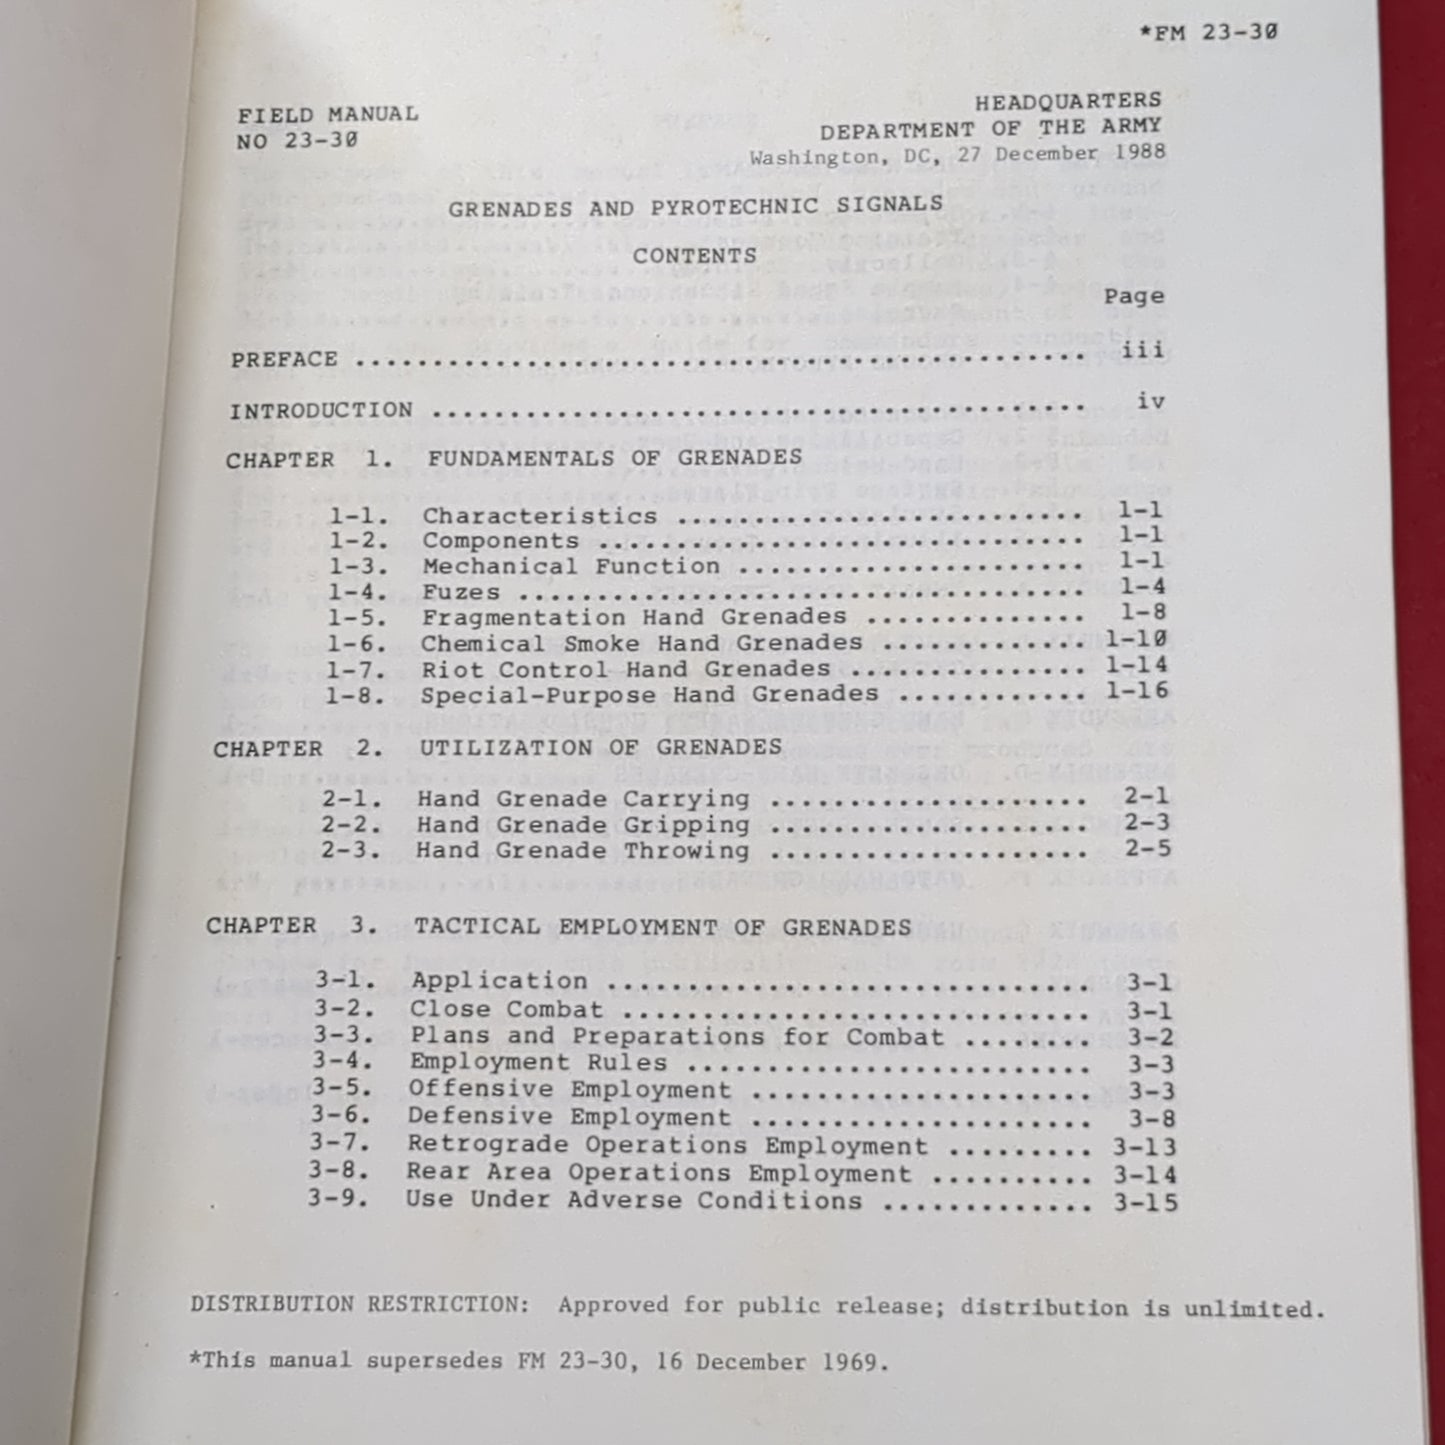 *FM 23-30
FIELD MANUAL
NO 23-30
HEADQUARTERS
DEPARTMENT OF THE ARMY
Washington, DC, 27 December 1988
GRENADES AND PYROTECHNIC SIGNALS
CONTENTS
Page
PREFACE ............................................... iii
INTRODUCTION .......................................... iv
CHAPTER 1. FUNDAMENTALS OF GRENADES
1-1. Characteristics .......................... 1-1
1-2. Components ............................... 1-1
1-3. Mechanical Function ...................... 1-1
1-4. Fuzes .................................... 1-4
1-5. Fragmentation Hand Grenades .............. 1-8
1-6. Chemical Smoke Hand Grenades ............. 1-10
1-7. Riot Control Hand Grenades ............... 1-14
1-8. Special-Purpose Hand Grenades ............ 1-16
CHAPTER 2. UTILIZATION OF GRENADES
2-1. Hand Grenade Carrying .................... 2-1
2-2. Hand Grenade Gripping .................... 2-3
2-3. Hand Grenade Throwing .................... 2-5
CHAPTER 3. TACTICAL EMPLOYMENT OF GRENADES
3-1. Application .............................. 3-1
3-2. Close Combat ............................. 3-1
3-3. Plans and Preparations for Combat ........ 3-2
3-4. Employment Rules ......................... 3-3
3-5. Offensive Employment ..................... 3-3
3-6. Defensive Employment ..................... 3-8
3-7. Retrograde Operations Employment ......... 3-13
3-8. Rear Area Operations Employment .......... 3-14
3-9. Use Under Adverse Conditions ............. 3-15
DISTRIBUTION RESTRICTION: Approved for public release; distribution is unlimited.
*This manual supersedes FM 23-30, 16 December 1969.